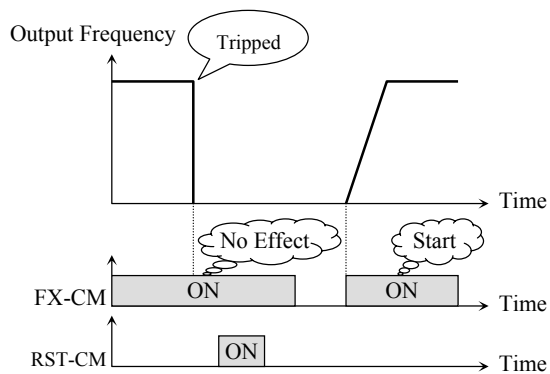 Output Frequency
Tripped
Time
No Effect
Start
FX-CM
ON
ON
Time
RST-CM
ON
Time